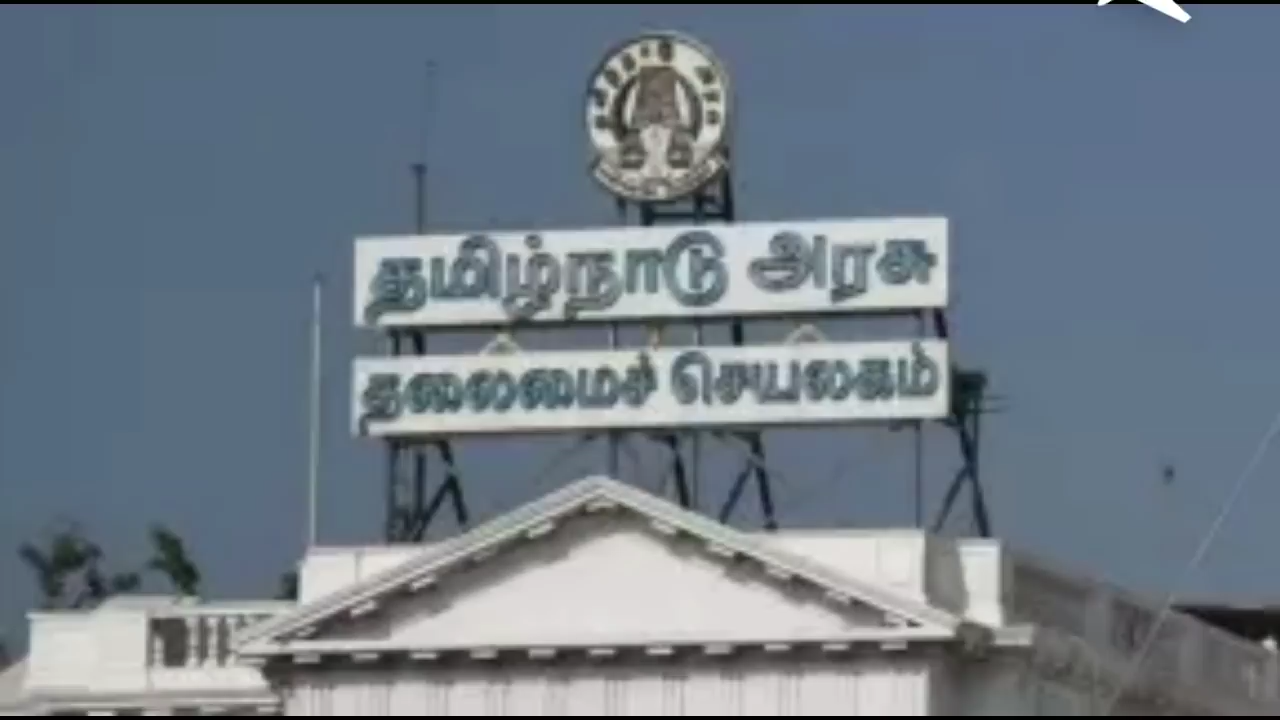 தமிழ்நாடு அரசு
தலைமைச் செயலகம்